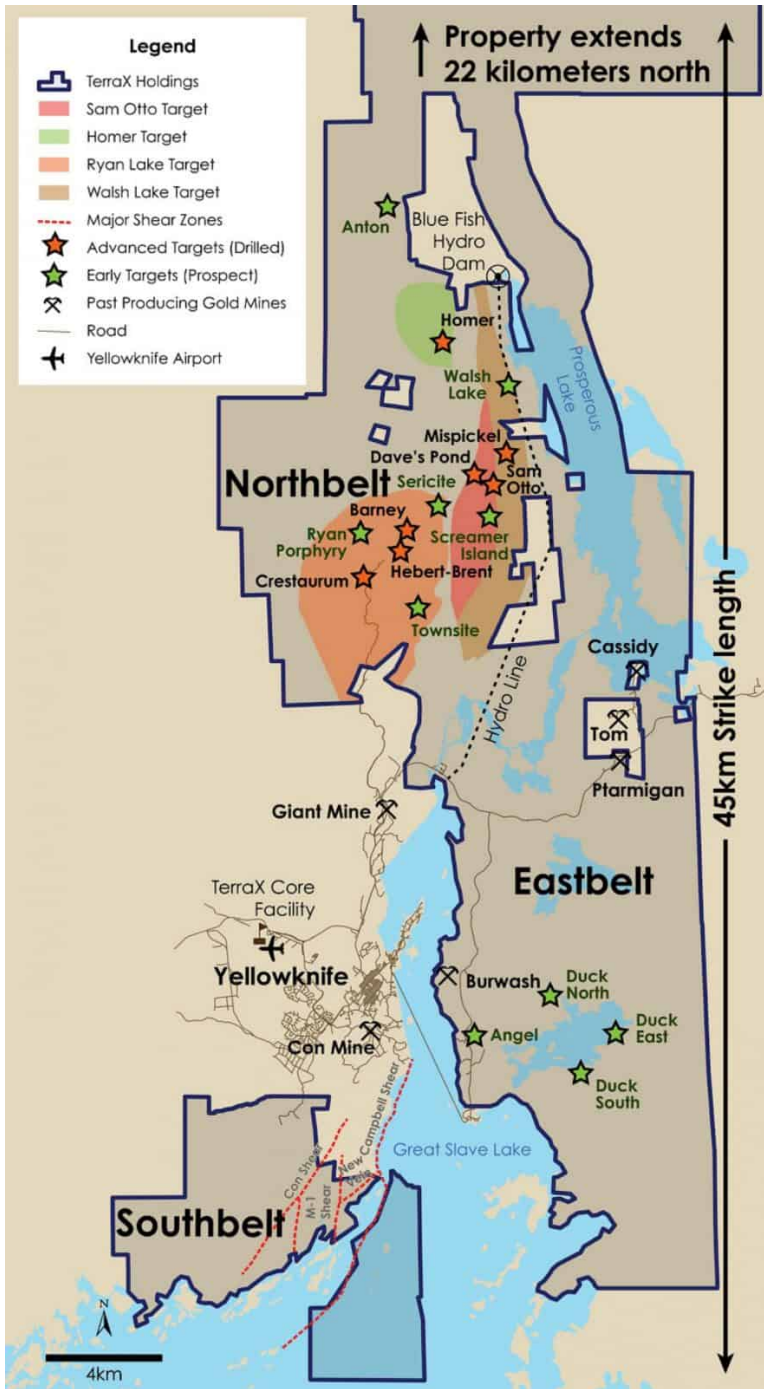 Legend
TerraX Holdings
Sam Otto Target
Homer Target
Ryan Lake Target
Walsh Lake Target
Major Shear Zones
Advanced Targets (Drilled)
Early Targets (Prospect)
Past Producing Gold Mines
Road
Yellowknife Airport
Property extends
22 kilometers north
Anton
Blue Fish
Hydro
Dam
Homer
Walsh
Lake
Prosperous
Lake
Mispickel
Dave's Pond
Sam
Otto
Northbelt
Sericite
Barney
Ryan
Porphyry
Screamer
Island
Hebert-Brent
Crestaurum
Townsite
Cassidy
Hydro Line
Tom
Ptarmigan
45km Strike length
Giant Mine
Eastbelt
TerraX Core
Facility
Yellowknife
Burwash
Duck
North
Con Mine
Angel
Duck
East
Duck
South
Con Shear
M-1
Shear
New Campbell Shear
Vein
Great Slave Lake
Southbelt
N
4km